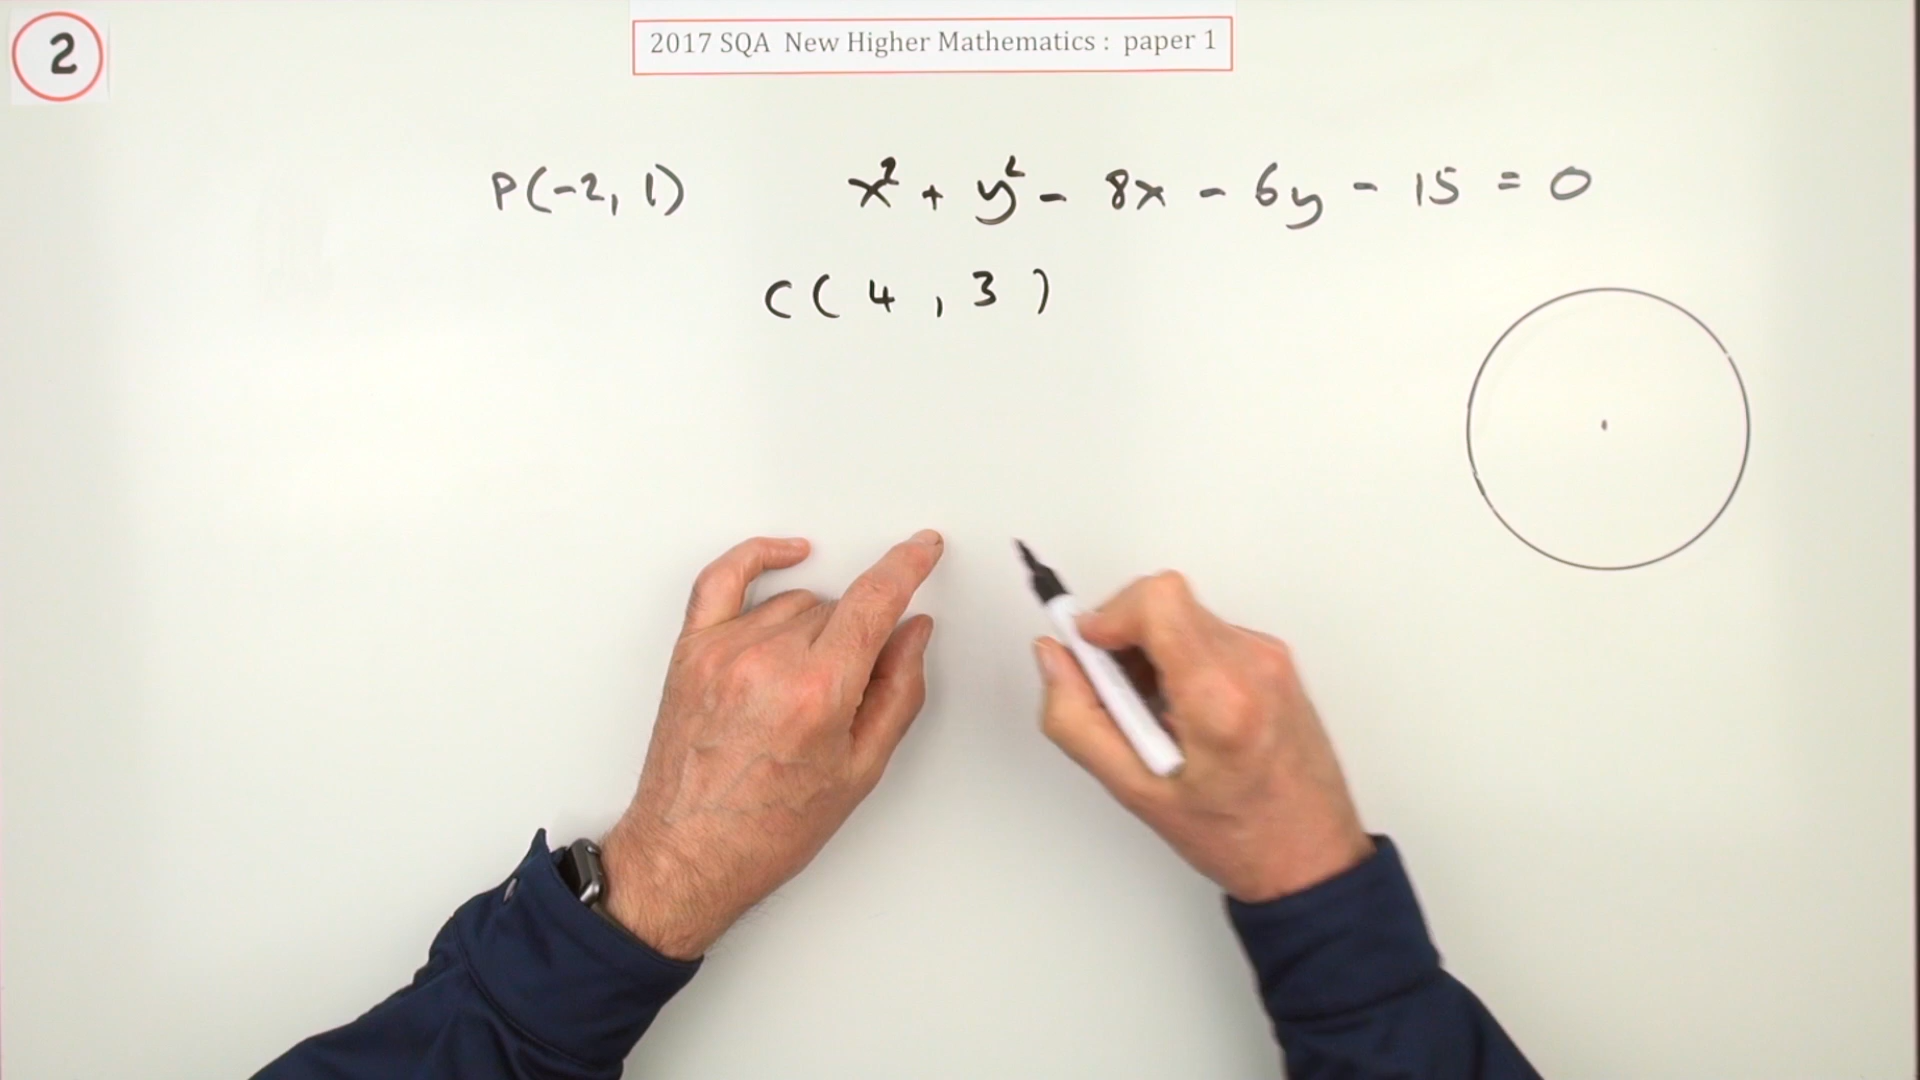 2
2017 SQA New Higher Mathematics : paper 1
P(-2, 1) x² + y² - 8x - 6y - 15 = 0
C( 4 , 3 )